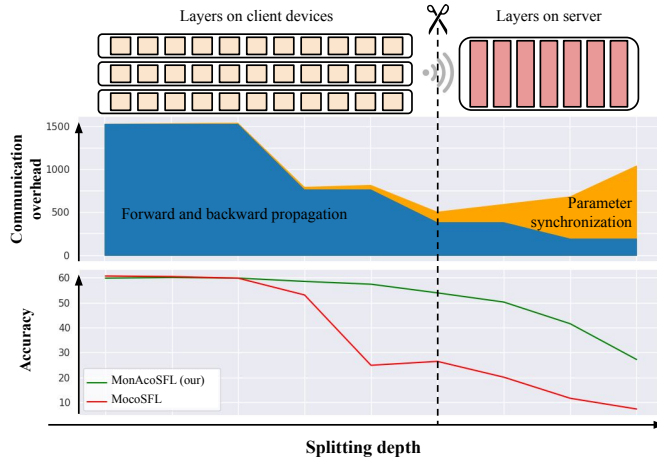 Layers on client devices
Layers on server
Communication
overhead
1500
1000
500
0
Forward and backward propagation
Parameter
synchronization
Accuracy
60
50
40
30
20
10
MonAcoSFL (our)
MocoSFL
Splitting depth